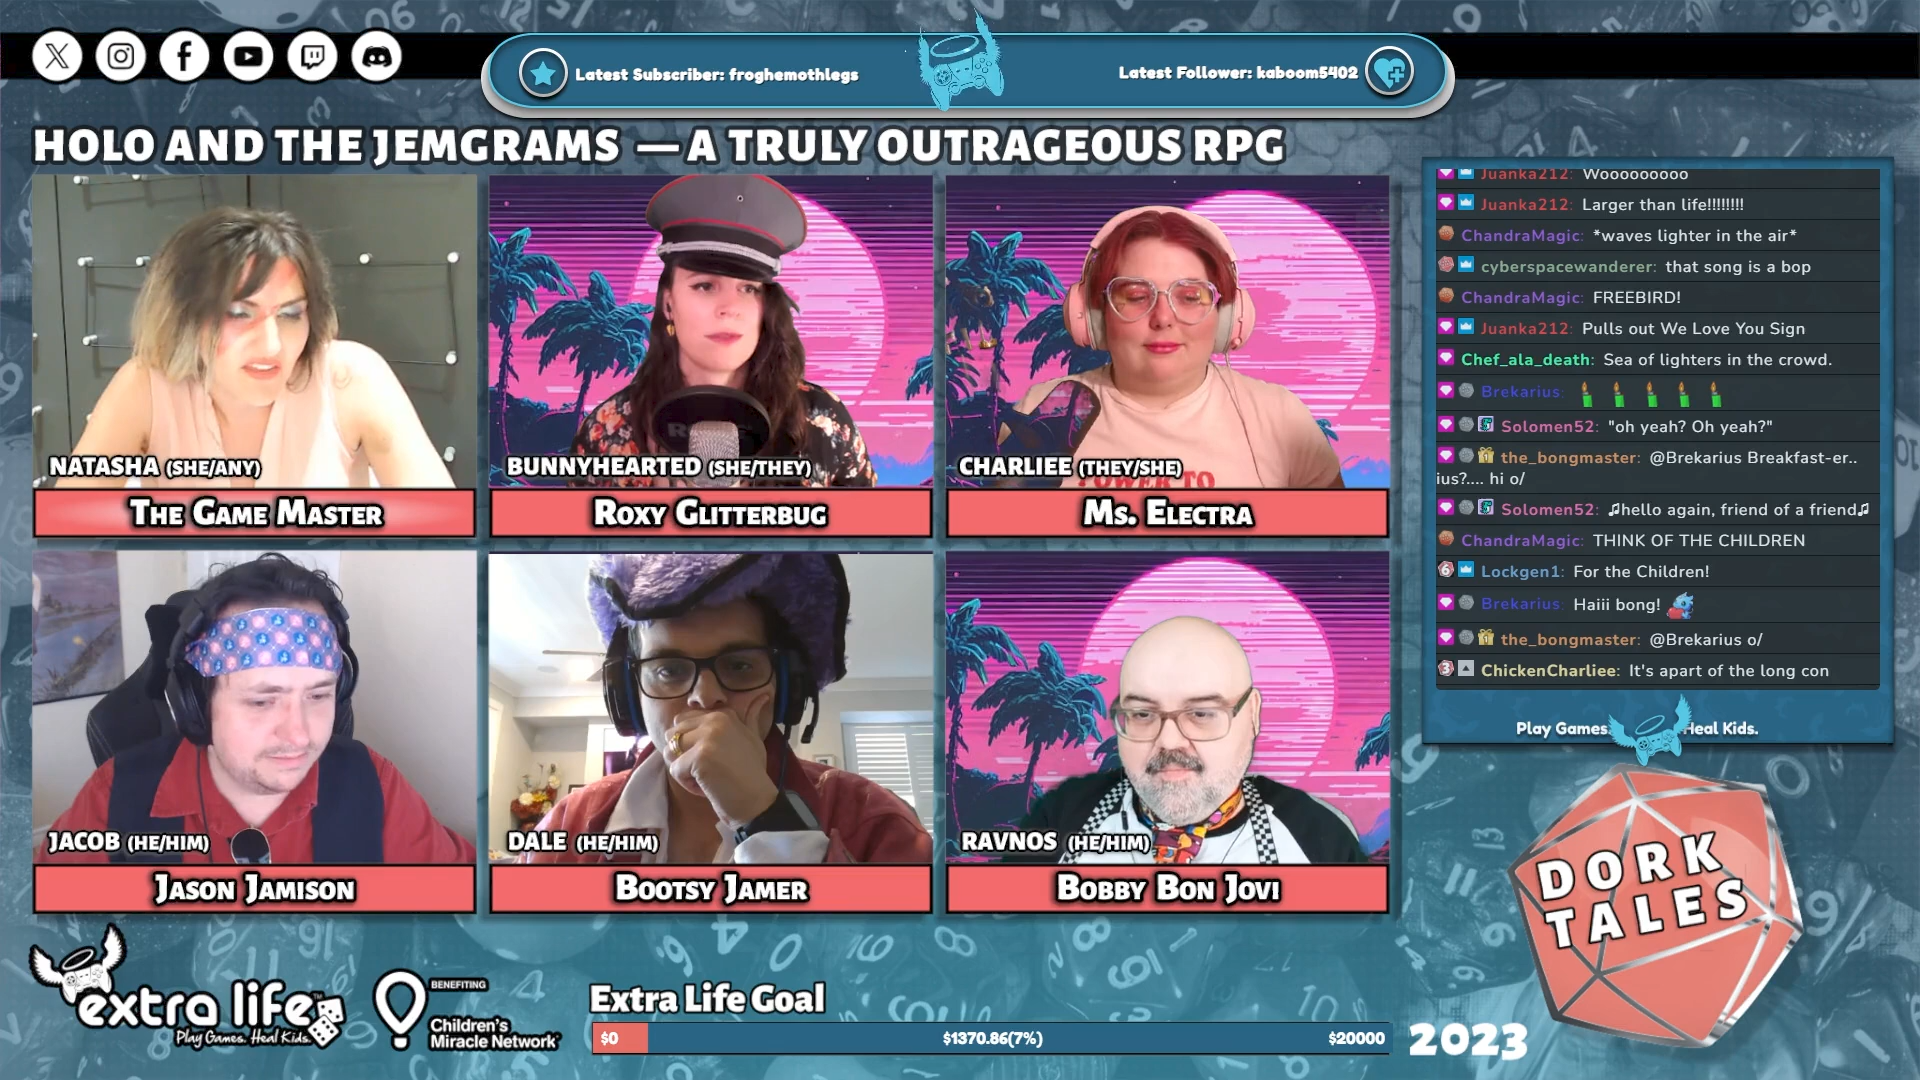 Latest Subscriber: froghemothlegs
Latest Follower: kaboom5402
HOLO AND THE JEMGRAMS — A TRULY OUTRAGEOUS RPG
NATASHA (SHE/ANY)
THE GAME MASTER
BUNNYHEARTED (SHE/THEY)
ROXY GLITTERBUG
CHARLIEE (THEY/SHE)
MS. ELECTRA
JACOB (HE/HIM)
JASON JAMISON
DALE (HE/HIM)
BOOTSY JAMER
RAVNOS (HE/HIM)
BOBBY BON JOVI
Juanka212: Wooooooooo
Juanka212: Larger than life!!!!!!!!
ChandraMagic: *waves lighter in the air*
cyberspacewanderer: that song is a bop
ChandraMagic: FREEBIRD!
Juanka212: Pulls out We Love You Sign
Chef_ala_death: Sea of lighters in the crowd.
Brekarius:
Solomen52: "oh yeah? Oh yeah?"
the_bongmaster: @Brekarius Breakfast-er..
ius?.... hi o/
Solomen52: ♫hello again, friend of a friend♫
ChandraMagic: THINK OF THE CHILDREN
Lockgen1: For the Children!
Brekarius: Haiii bong!
the_bongmaster: @Brekarius o/
ChickenCharliee: It's apart of the long con
Play Games. Heal Kids.
DORK
TALES
extra life
Play Games. Heal Kids.
BENEFITING
Children's
Miracle Network
Extra Life Goal
$0 $1370.86(7%) $20000
2023